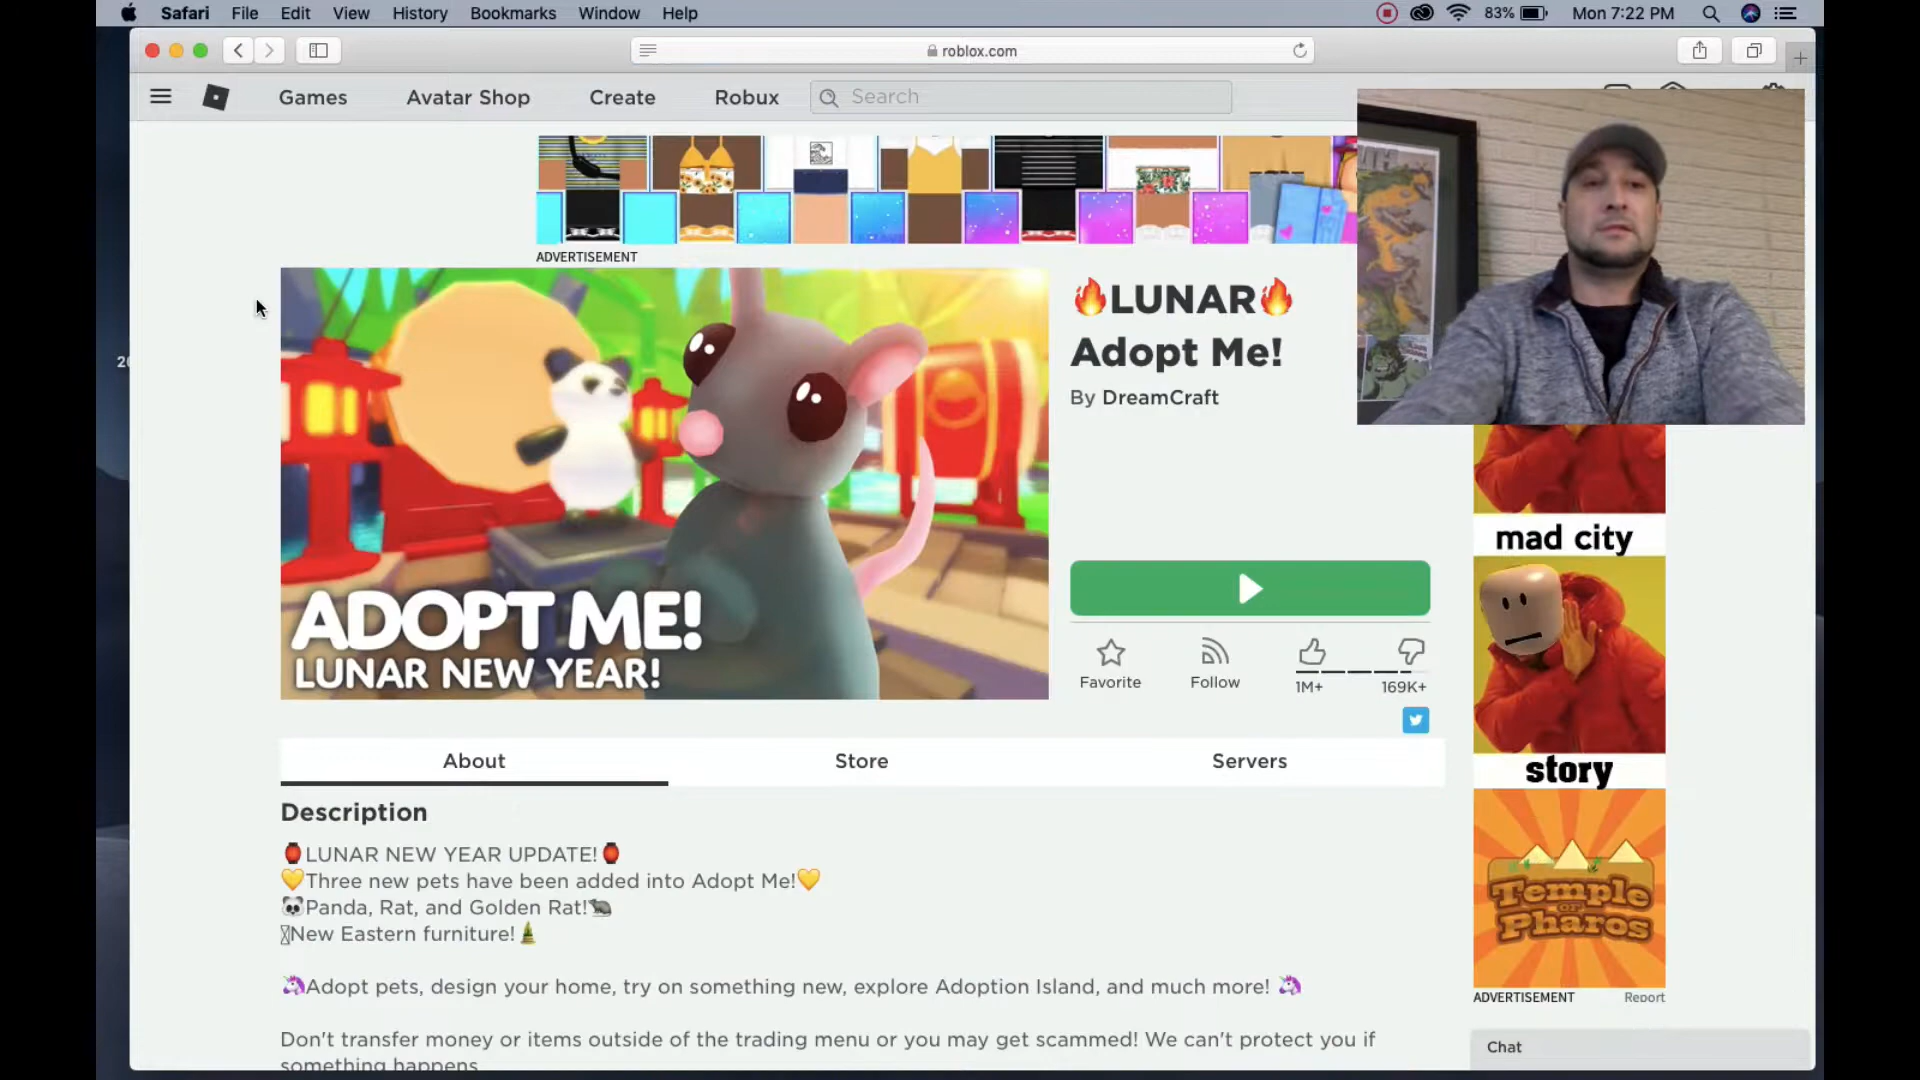 Safari File Edit View History Bookmarks Window Help 83% Mon 7:22 PM
roblox.com
Games Avatar Shop Create Robux Search
ADVERTISEMENT
🔥LUNAR🔥
Adopt Me!
By DreamCraft
ADOPT ME!
LUNAR NEW YEAR!
Favorite Follow 1M+ 169K+
mad city
story
Temple
of
Pharos
ADVERTISEMENT Report
About Store Servers
Description
🏮LUNAR NEW YEAR UPDATE!🏮
💛Three new pets have been added into Adopt Me!💛
🐼Panda, Rat, and Golden Rat!🐀
New Eastern furniture!🎍
🦄Adopt pets, design your home, try on something new, explore Adoption Island, and much more! 🦄
Don't transfer money or items outside of the trading menu or you may get scammed! We can't protect you if
something happens
Chat